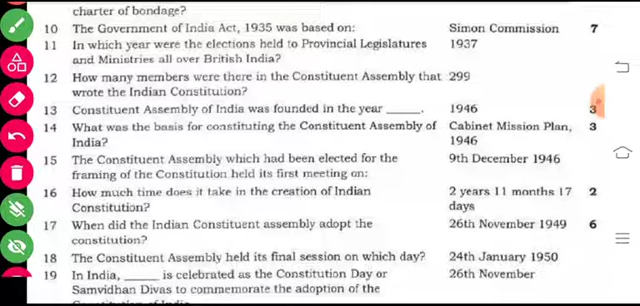 charter of bondage?
10 The Government of India Act, 1935 was based on: Simon Commission 7
11 In which year were the elections held to Provincial Legislatures 1937
and Ministries all over British India?
12 How many members were there in the Constituent Assembly that 299
wrote the Indian Constitution?
13 Constituent Assembly of India was founded in the year _____. 1946 3
14 What was the basis for constituting the Constituent Assembly of Cabinet Mission Plan, 3
India? 1946
15 The Constituent Assembly which had been elected for the 9th December 1946
framing of the Constitution held its first meeting on:
16 How much time does it take in the creation of Indian 2 years 11 months 17 2
Constitution? days
17 When did the Indian Constituent assembly adopt the 26th November 1949 6
constitution?
18 The Constituent Assembly held its final session on which day? 24th January 1950
19 In India, _____ is celebrated as the Constitution Day or 26th November
Samvidhan Divas to commemorate the adoption of the